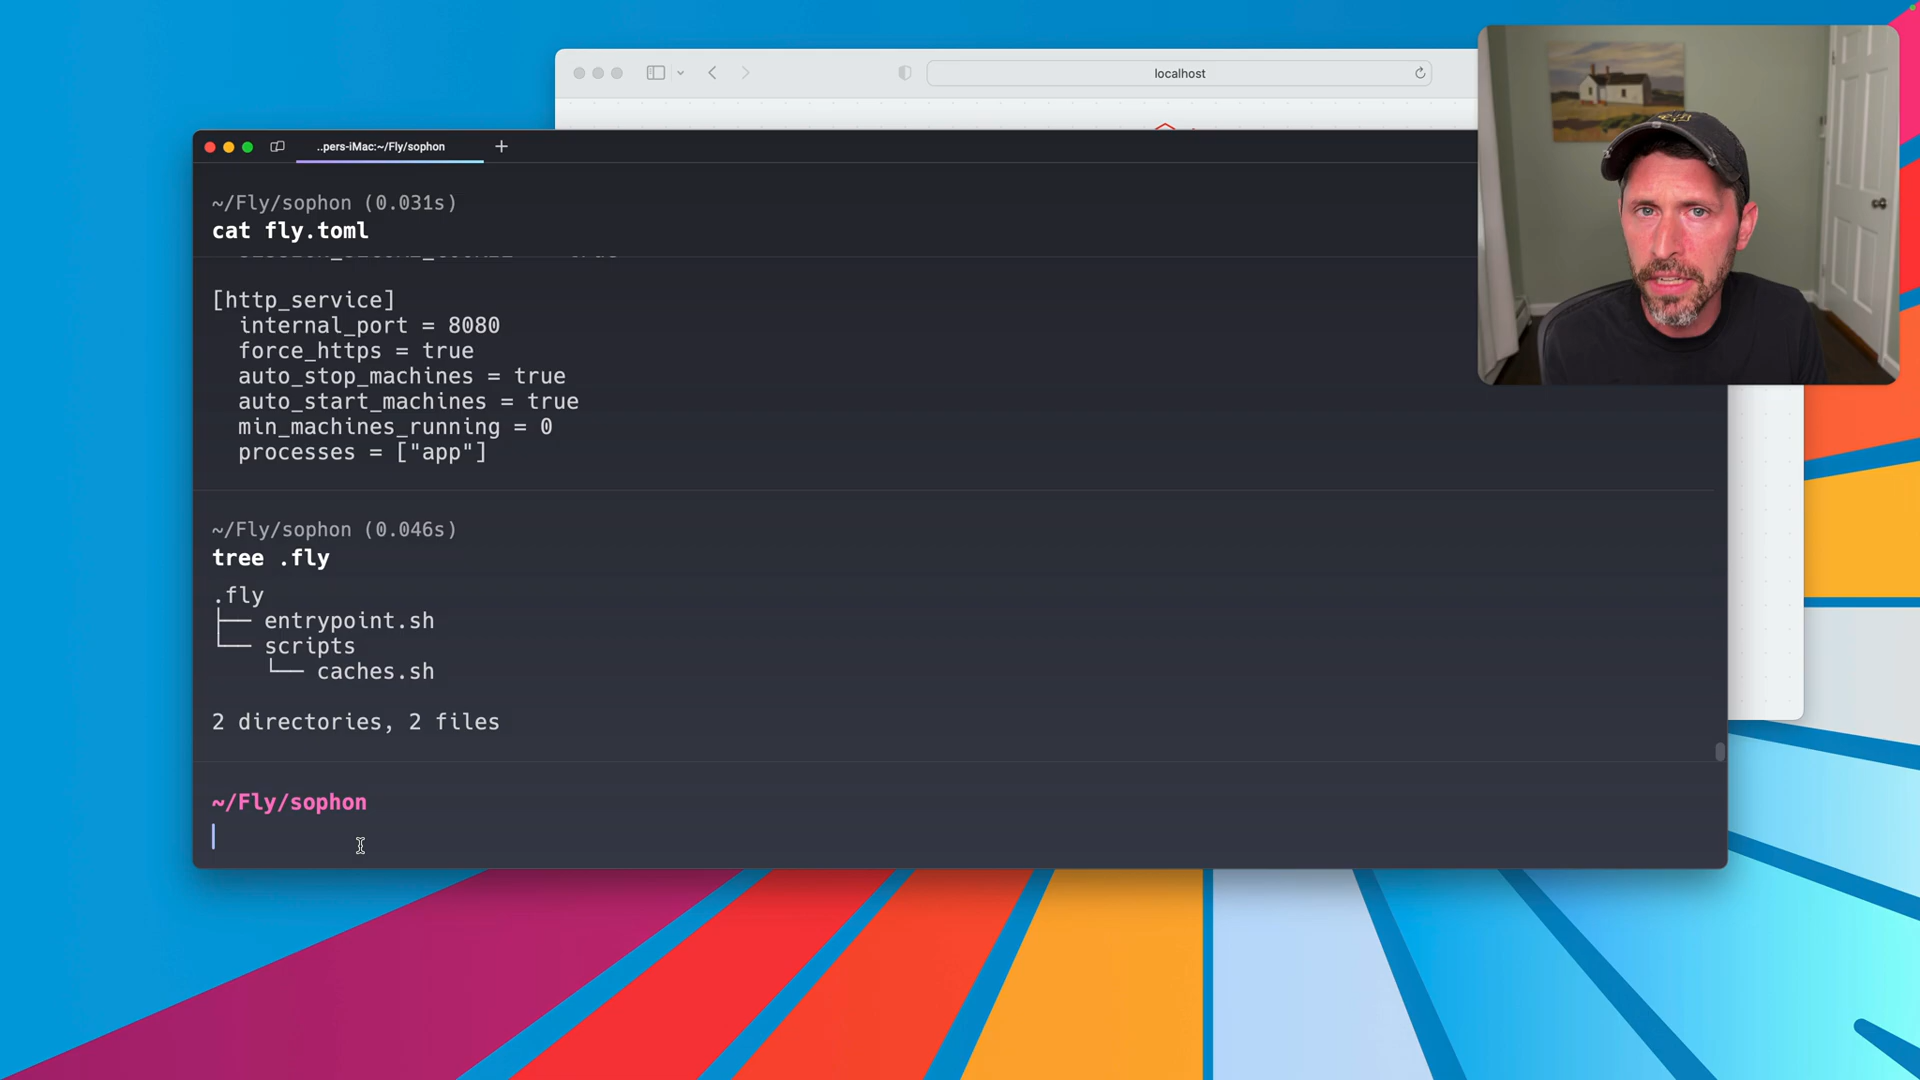 localhost
..pers-iMac:~/Fly/sophon
~/Fly/sophon (0.031s)
cat fly.toml
[http_service]
internal_port = 8080
force_https = true
auto_stop_machines = true
auto_start_machines = true
min_machines_running = 0
processes = ["app"]
~/Fly/sophon (0.046s)
tree .fly
.fly
├── entrypoint.sh
└── scripts
    └── caches.sh
2 directories, 2 files
~/Fly/sophon